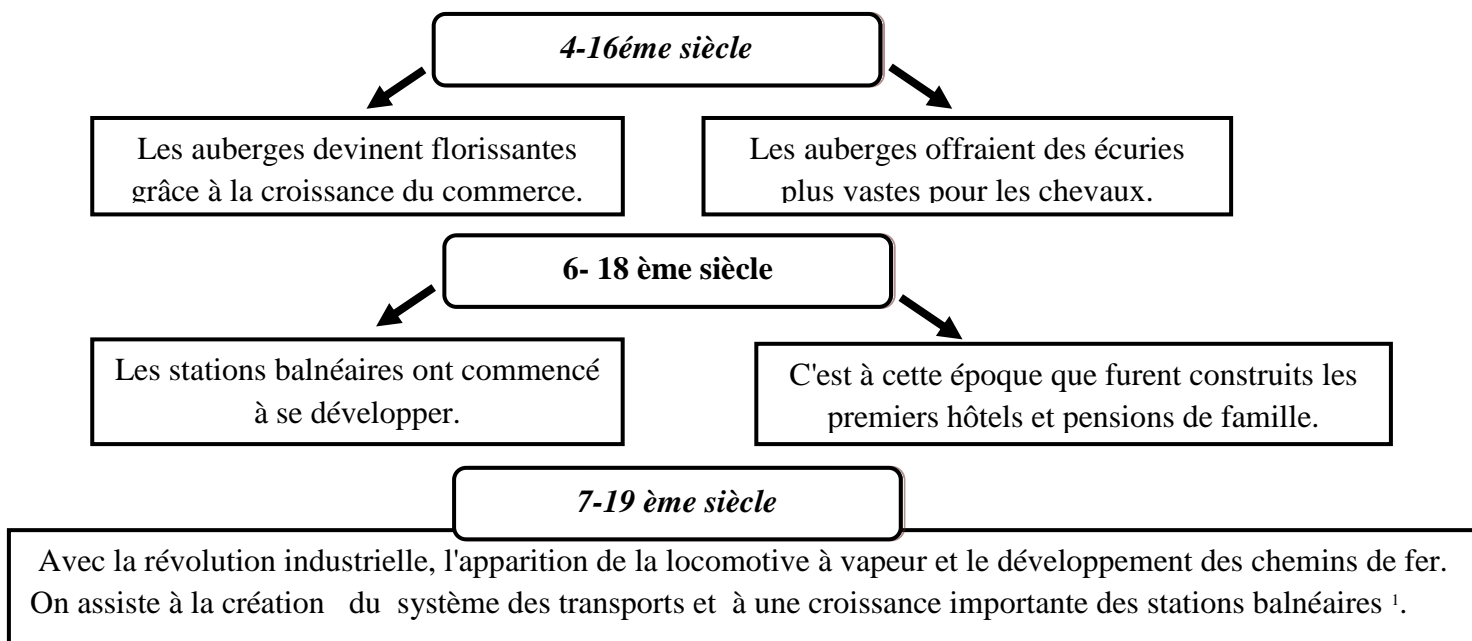 4-16éme siècle
Les auberges devinent florissantes
grâce à la croissance du commerce.
Les auberges offraient des écuries
plus vastes pour les chevaux.
6- 18 ème siècle
Les stations balnéaires ont commencé
à se développer.
C'est à cette époque que furent construits les
premiers hôtels et pensions de famille.
7-19 ème siècle
Avec la révolution industrielle, l'apparition de la locomotive à vapeur et le développement des chemins de fer.
On assiste à la création du système des transports et à une croissance importante des stations balnéaires ¹.